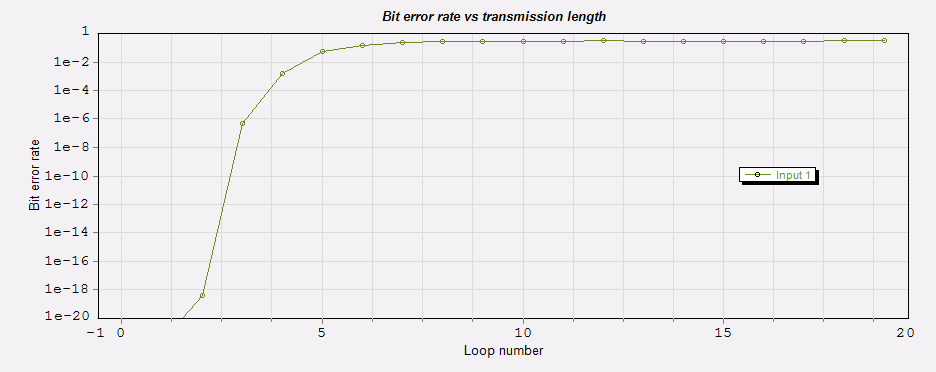 Bit error rate vs transmission length
1
1e-2
1e-4
1e-6
1e-8
1e-10
1e-12
1e-14
1e-16
1e-18
1e-20
Bit error rate
Input 1
-1 0 5 10 15 20
Loop number